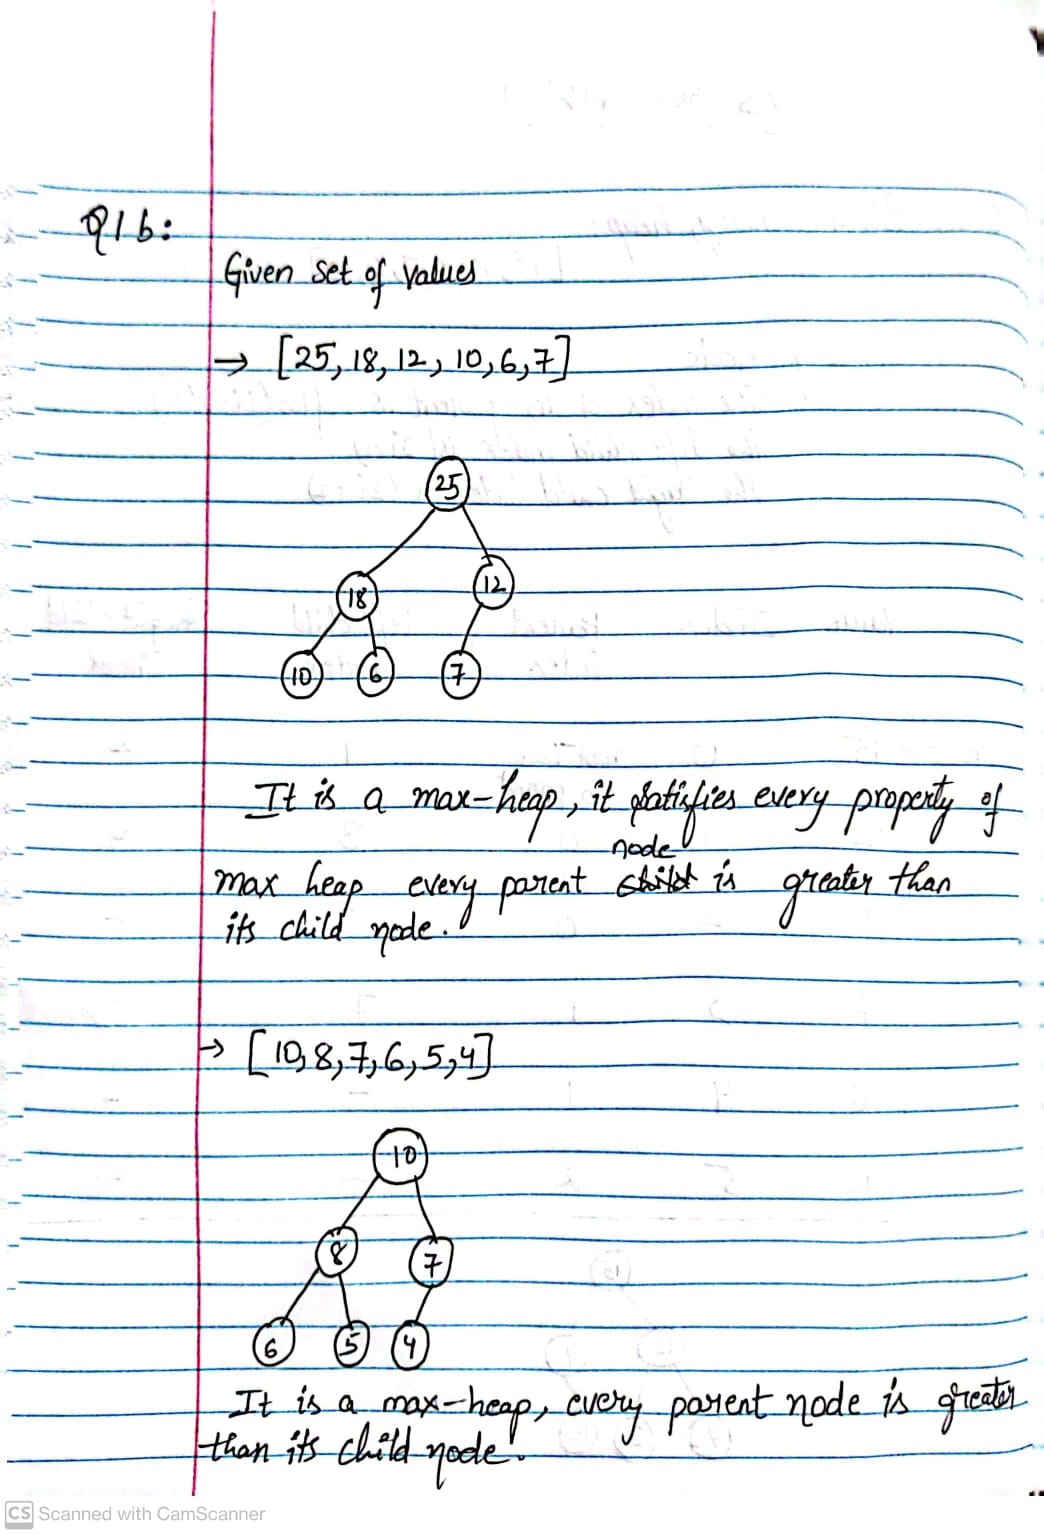 Q1b:
Given set of values
→ [25, 18, 12, 10, 6, 7]
25
18 12
10 6 7
It is a max-heap, it satisfies every property of
node
max heap every parent child is greater than
its child node.
→ [10, 8, 7, 6, 5, 4]
10
8 7
6 5 4
It is a max-heap, every parent node is greater
than its child node.
CS Scanned with CamScanner